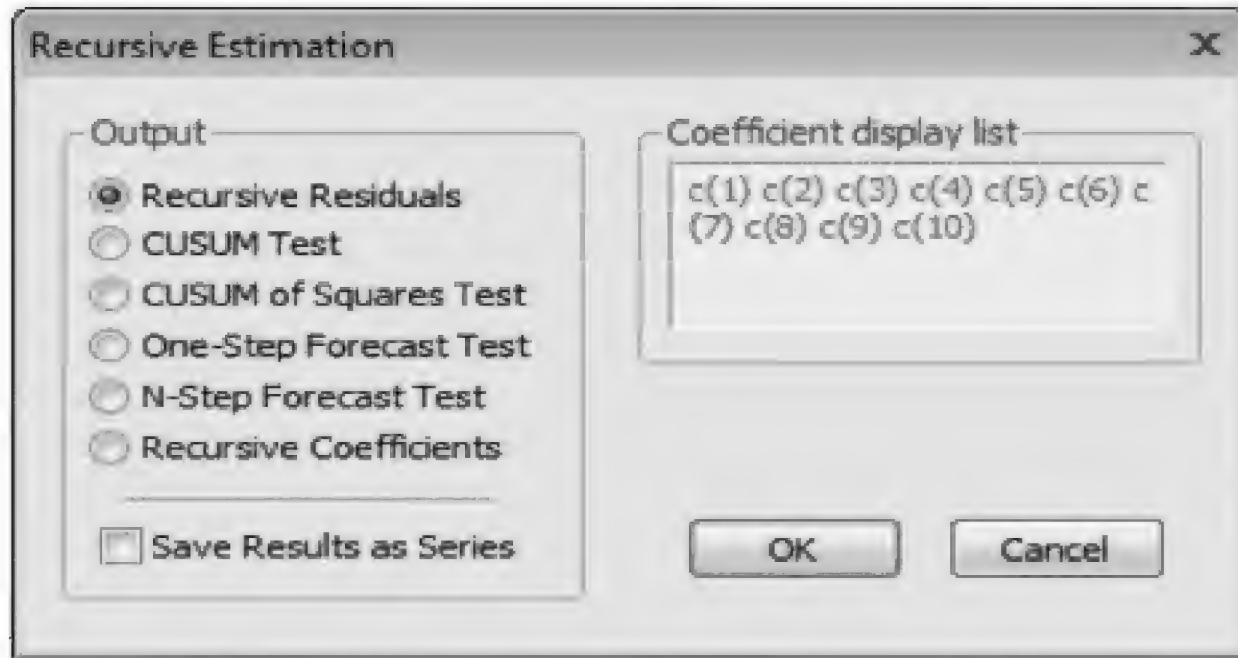 Recursive Estimation
Output
Recursive Residuals
CUSUM Test
CUSUM of Squares Test
One-Step Forecast Test
N-Step Forecast Test
Recursive Coefficients
Save Results as Series
Coefficient display list
c(1) c(2) c(3) c(4) c(5) c(6) c
(7) c(8) c(9) c(10)
OK
Cancel